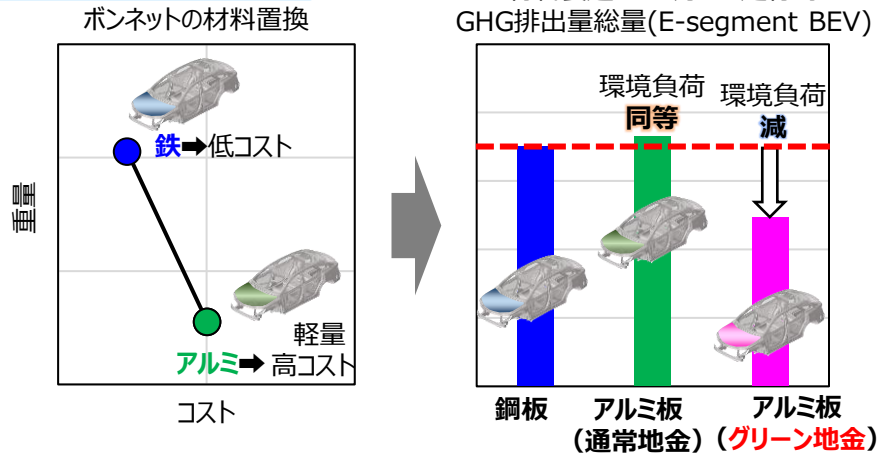 ボンネットの材料置換
鉄➡低コスト
重量
軽量
アルミ➡高コスト
コスト
GHG排出量総量(E-segment BEV)
環境負荷
同等
環境負荷
減
鋼板
アルミ板
(通常地金)
アルミ板
(グリーン地金)